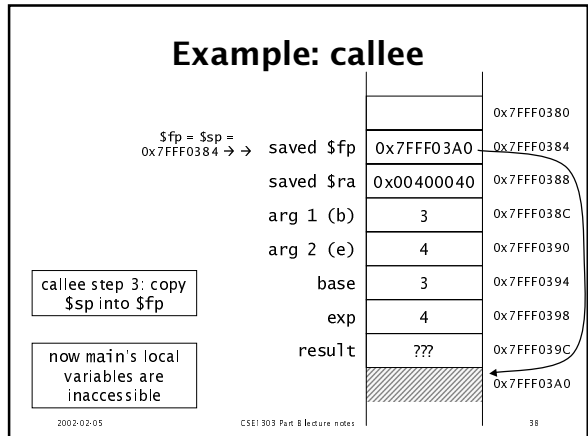 Example: callee
0x7FFF0380
$fp = $sp =
0x7FFF0384 → → saved $fp 0x7FFF03A0 0x7FFF0384
saved $ra 0x00400040 0x7FFF0388
arg 1 (b) 3 0x7FFF038C
arg 2 (e) 4 0x7FFF0390
base 3 0x7FFF0394
exp 4 0x7FFF0398
result ??? 0x7FFF039C
0x7FFF03A0
callee step 3: copy
$sp into $fp
now main's local
variables are
inaccessible
2002-02-05 CSE1303 Part B lecture notes 38